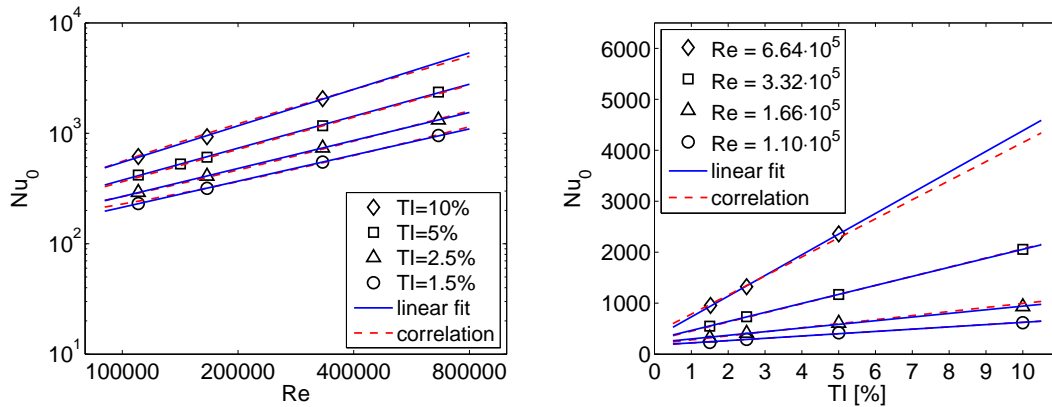 10^4
10^3
10^2
10^1
Nu_0
100000 200000 400000 800000
Re
TI=10%
TI=5%
TI=2.5%
TI=1.5%
linear fit
correlation
6000
5000
4000
3000
2000
1000
0
Nu_0
0 1 2 3 4 5 6 7 8 9 10
TI [%]
Re = 6.64·10^5
Re = 3.32·10^5
Re = 1.66·10^5
Re = 1.10·10^5
linear fit
correlation